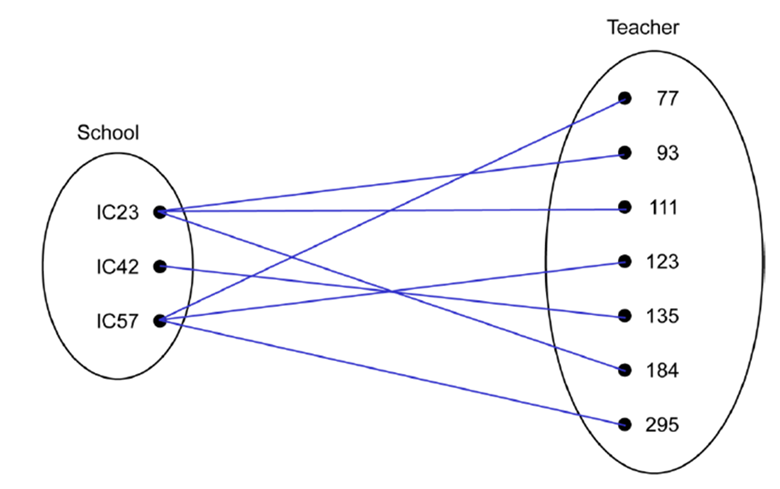 Teacher
School
77
93
111
123
135
184
295
IC23
IC42
IC57